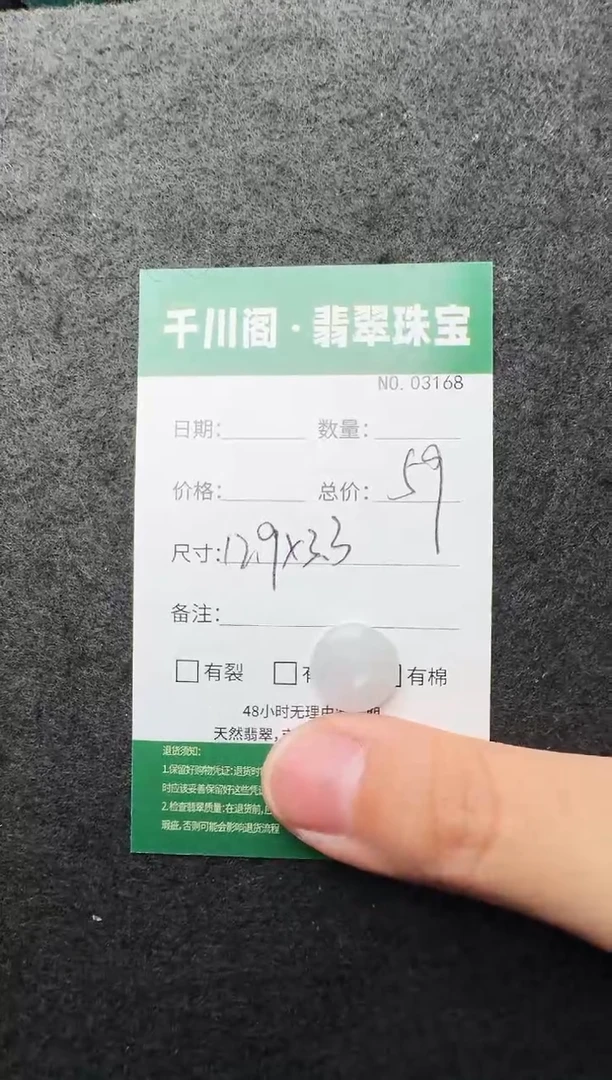 千川阁·翡翠珠宝
NO.03168
日期: 数量:
价格: 总价: 59
尺寸: 12.9×3.3
备注:
□有裂 □有 □有棉
48小时无理由
天然翡翠,
退货须知:
1.保留好购物凭证:退货时
时应该妥善保留好这些凭证
2.检查翡翠质量:在退货前,
瑕疵,否则可能会影响退货流程